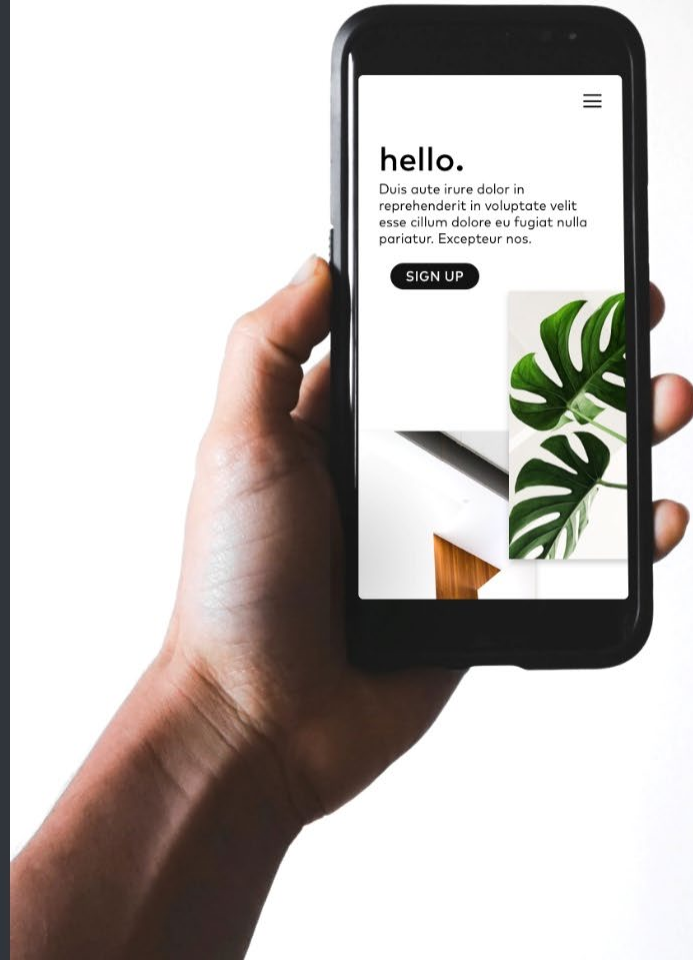 hello.
Duis aute irure dolor in
reprehenderit in voluptate velit
esse cillum dolore eu fugiat nulla
pariatur. Excepteur nos.
SIGN UP